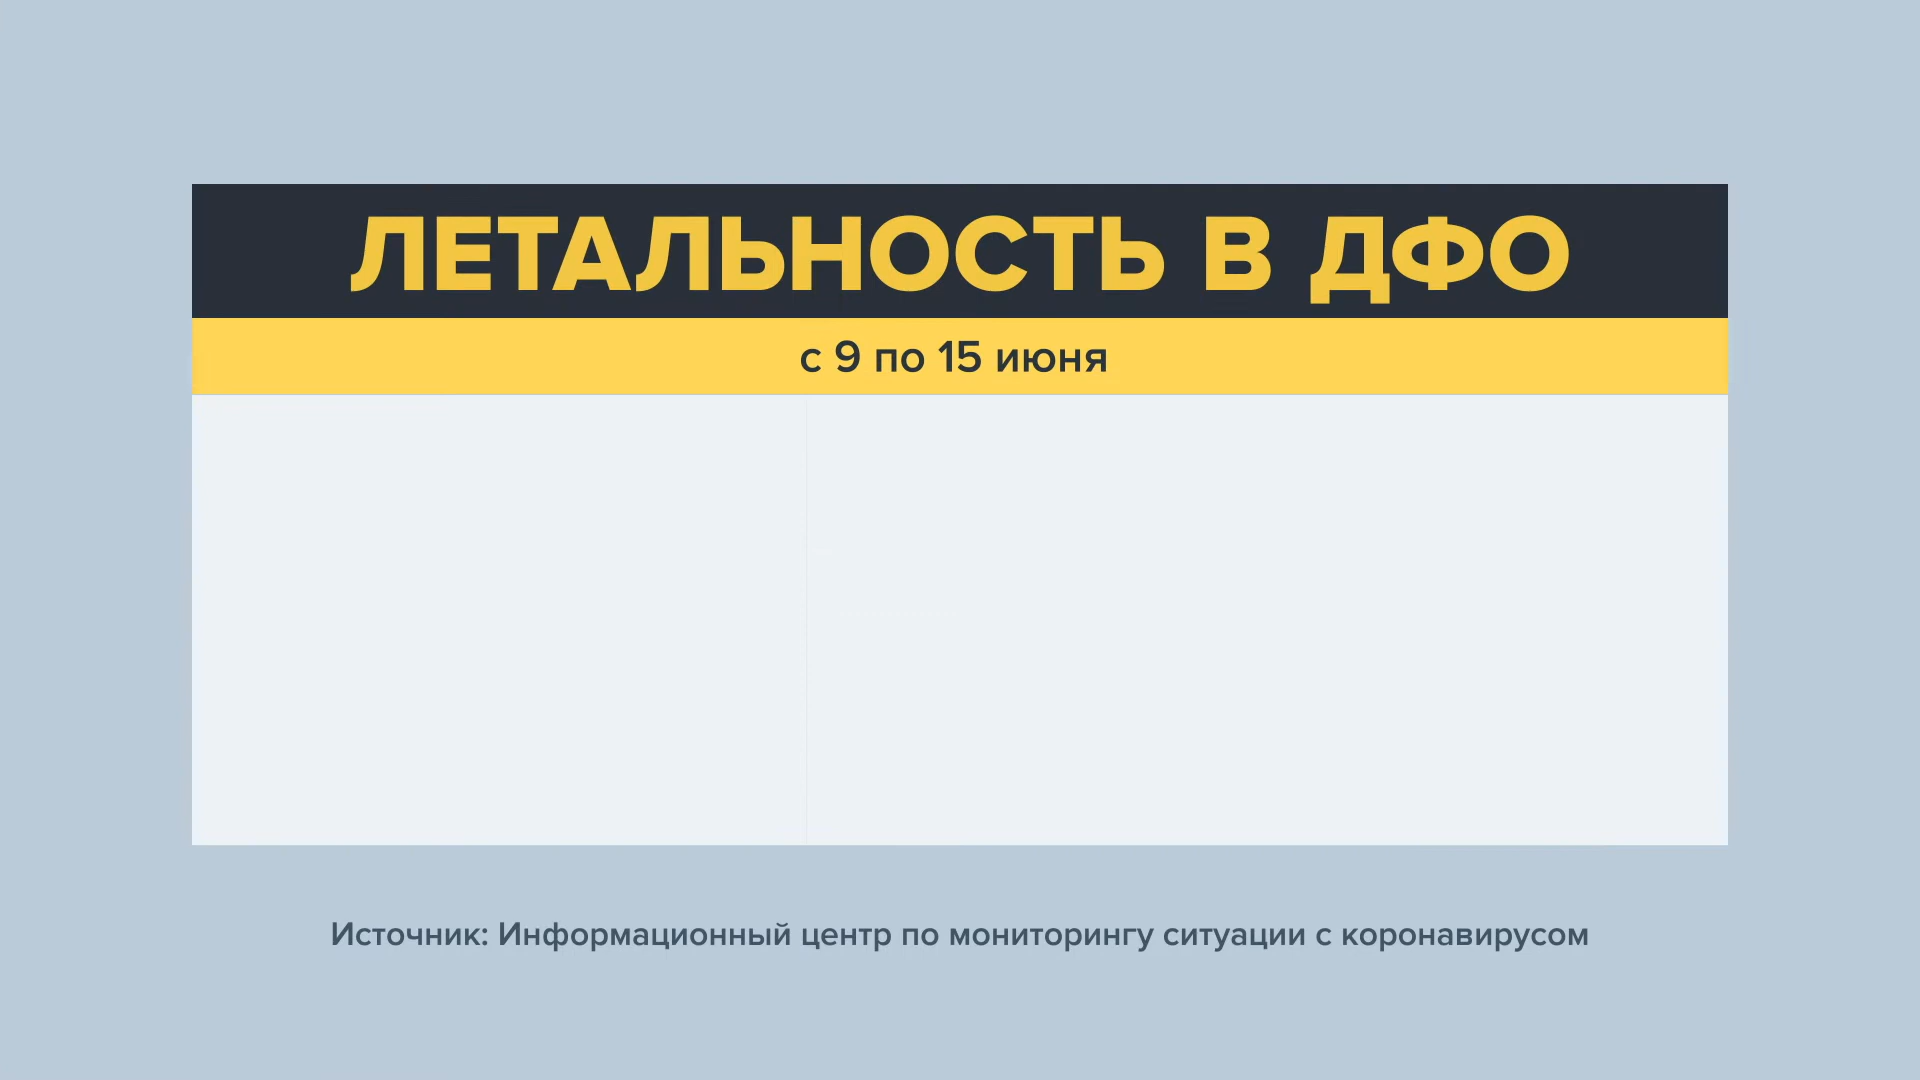 ЛЕТАЛЬНОСТЬ В ДФО
с 9 по 15 июня
Источник: Информационный центр по мониторингу ситуации с коронавирусом